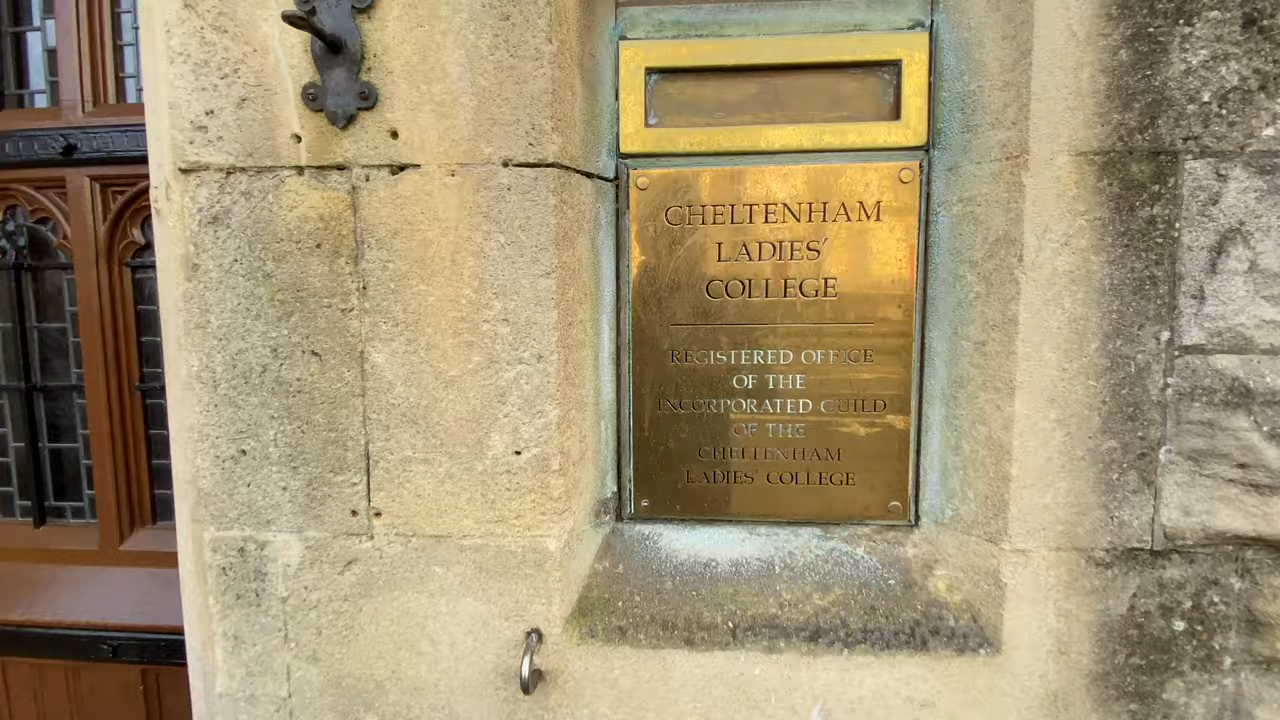 CHELTENHAM
LADIES'
COLLEGE
REGISTERED OFFICE
OF THE
INCORPORATED GUILD
OF THE
CHELTENHAM
LADIES' COLLEGE